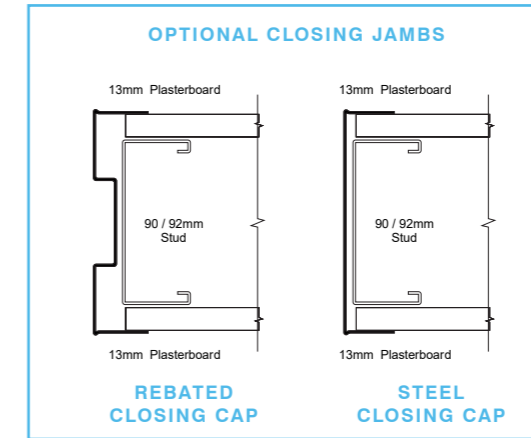 OPTIONAL CLOSING JAMBS
13mm Plasterboard
90 / 92mm
Stud
13mm Plasterboard
REBATED
CLOSING CAP
13mm Plasterboard
90 / 92mm
Stud
13mm Plasterboard
STEEL
CLOSING CAP